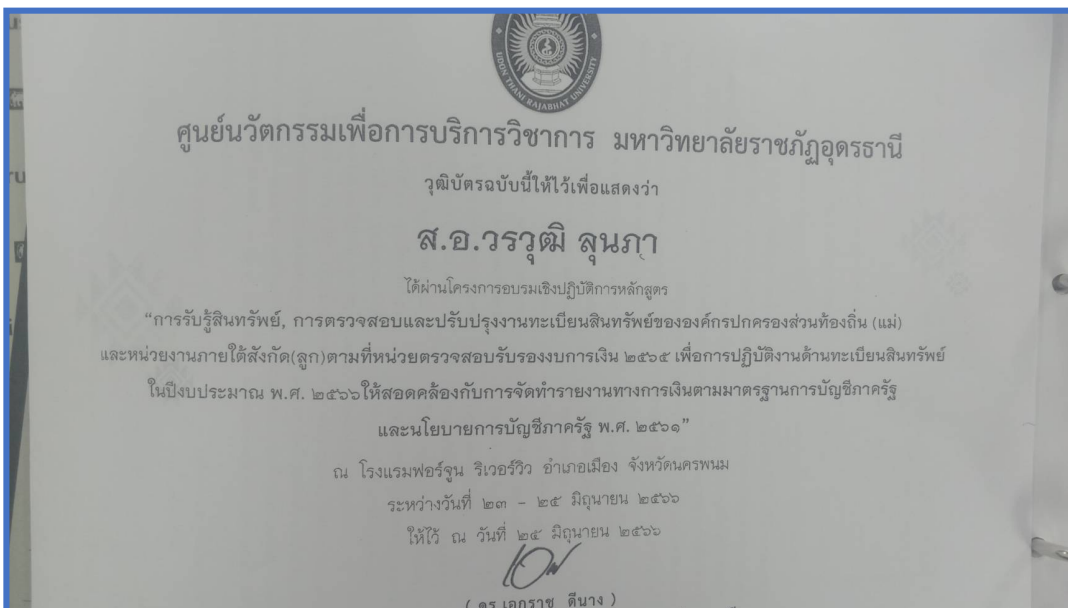 UDON THANI RAJABHAT UNIVERSITY
ศูนย์นวัตกรรมเพื่อการบริการวิชาการ มหาวิทยาลัยราชภัฏอุดรธานี
วุฒิบัตรฉบับนี้ให้ไว้เพื่อแสดงว่า
ส.อ.วรวุฒิ ลุนภา
ได้ผ่านโครงการอบรมเชิงปฏิบัติการหลักสูตร
“การรับรู้สินทรัพย์, การตรวจสอบและปรับปรุงงานทะเบียนสินทรัพย์ขององค์กรปกครองส่วนท้องถิ่น (แม่)
และหน่วยงานภายใต้สังกัด(ลูก)ตามที่หน่วยตรวจสอบรับรองงบการเงิน ๒๕๖๕ เพื่อการปฏิบัติงานด้านทะเบียนสินทรัพย์
ในปีงบประมาณ พ.ศ. ๒๕๖๖ให้สอดคล้องกับการจัดทำรายงานทางการเงินตามมาตรฐานการบัญชีภาครัฐ
และนโยบายการบัญชีภาครัฐ พ.ศ. ๒๕๖๑”
ณ โรงแรมฟอร์จูน ริเวอร์วิว อำเภอเมือง จังหวัดนครพนม
ระหว่างวันที่ ๒๓ - ๒๕ มิถุนายน ๒๕๖๖
ให้ไว้ ณ วันที่ ๒๕ มิถุนายน ๒๕๖๖
( ดร.เอกราช ดีนาง )